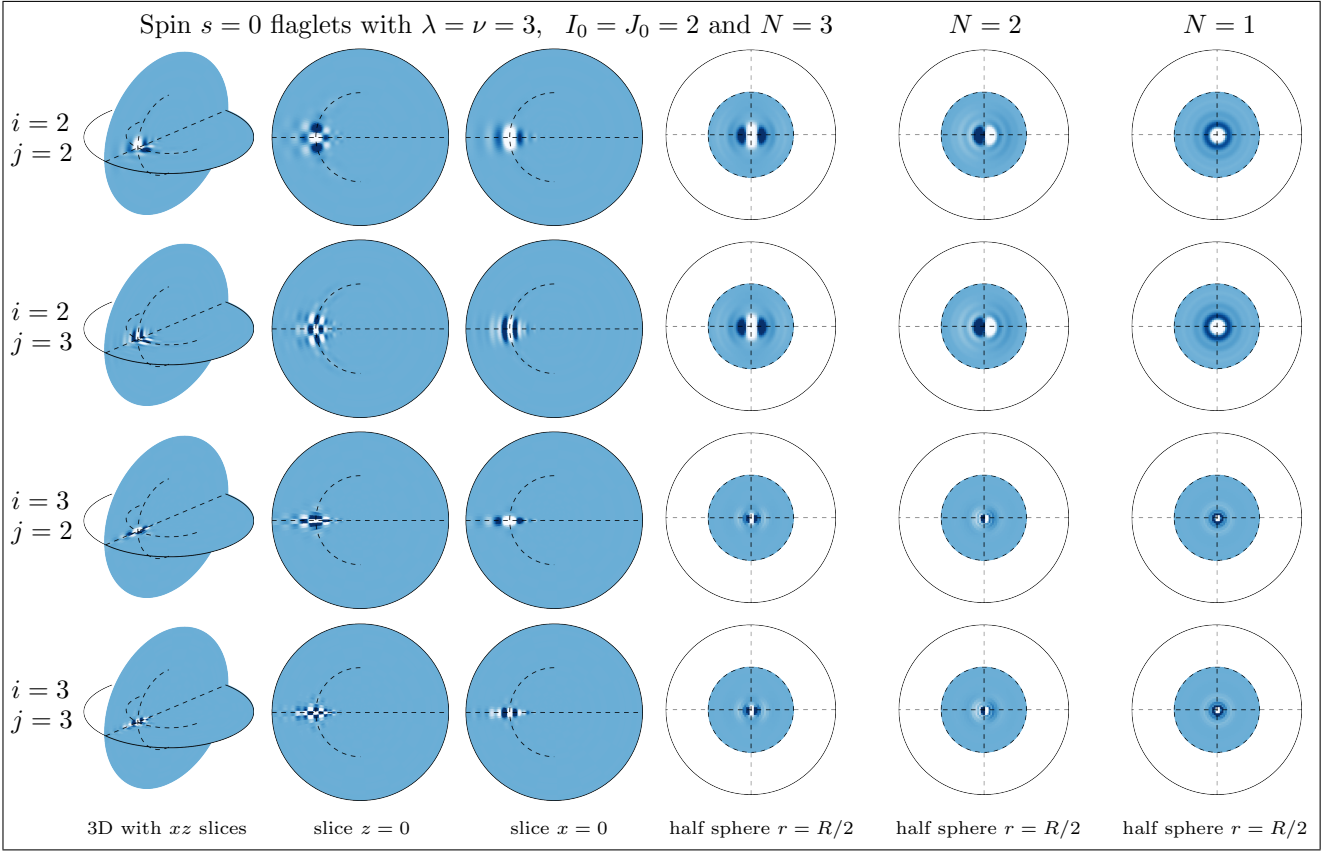 Spin s = 0 flaglets with λ = ν = 3, I₀ = J₀ = 2 and N = 3 N = 2 N = 1
i = 2
j = 2
i = 2
j = 3
i = 3
j = 2
i = 3
j = 3
3D with xz slices slice z = 0 slice x = 0 half sphere r = R/2 half sphere r = R/2 half sphere r = R/2